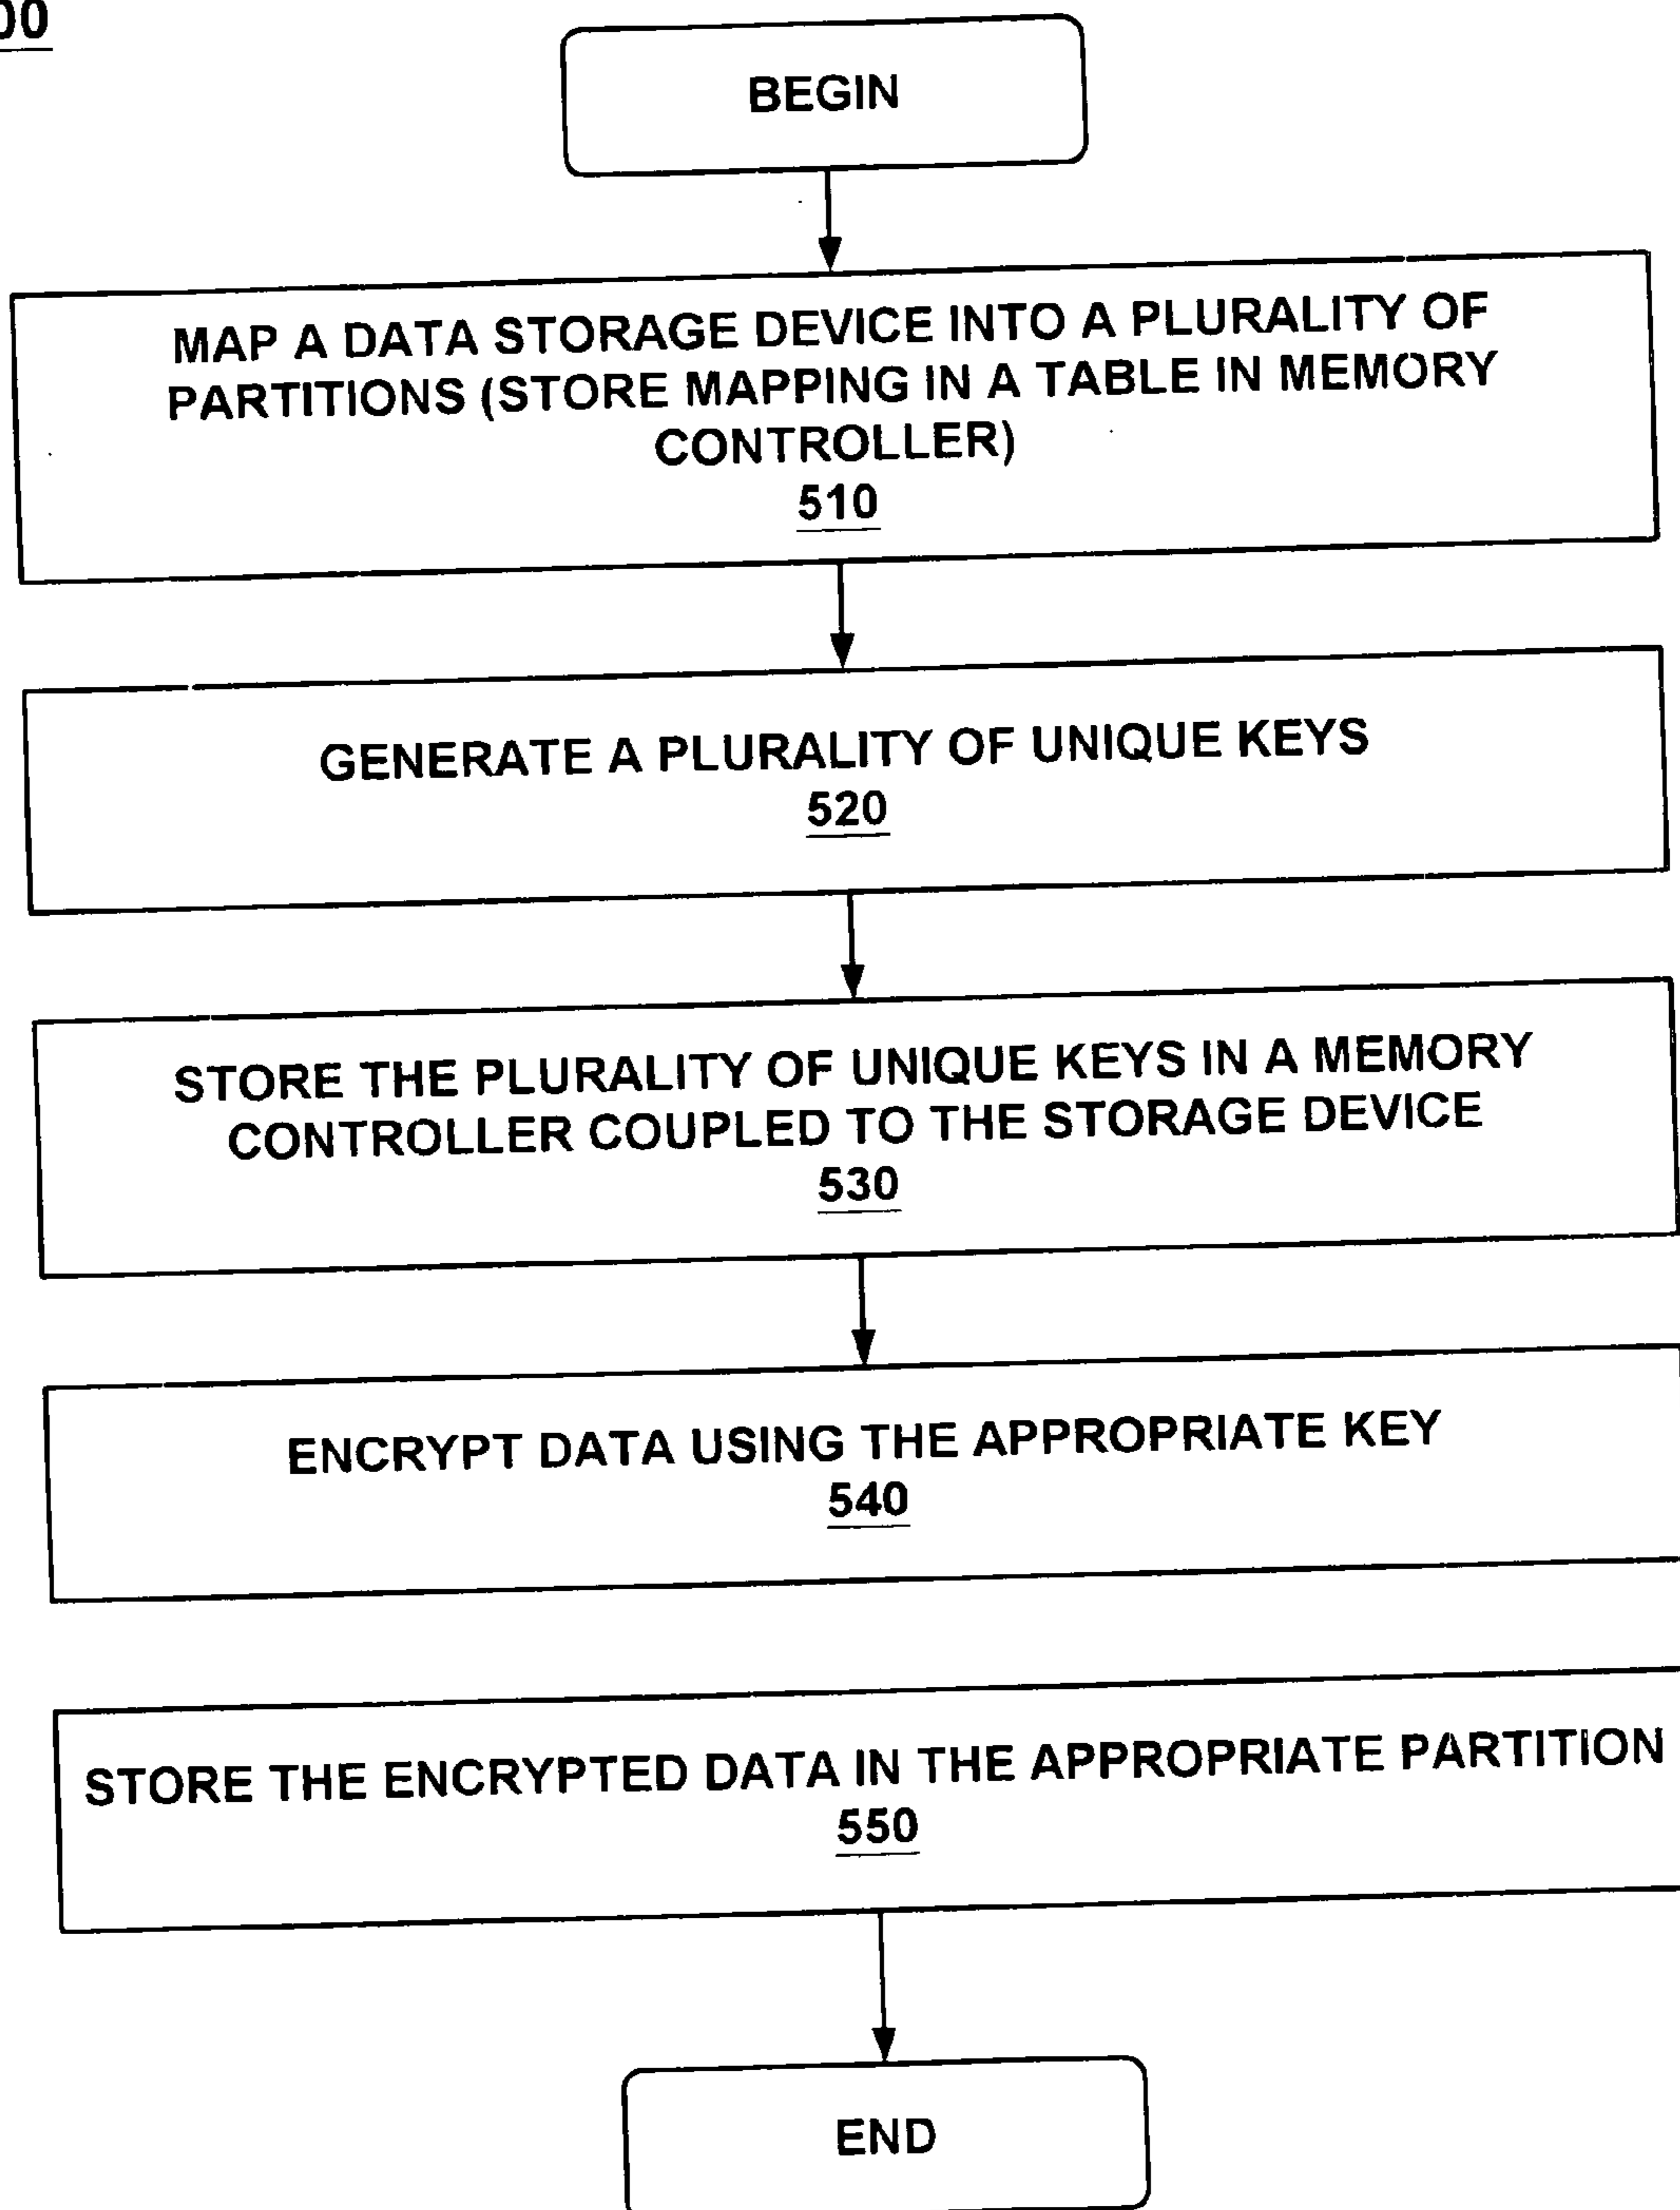 00
BEGIN
MAP A DATA STORAGE DEVICE INTO A PLURALITY OF
PARTITIONS (STORE MAPPING IN A TABLE IN MEMORY
CONTROLLER)
510
GENERATE A PLURALITY OF UNIQUE KEYS
520
STORE THE PLURALITY OF UNIQUE KEYS IN A MEMORY
CONTROLLER COUPLED TO THE STORAGE DEVICE
530
ENCRYPT DATA USING THE APPROPRIATE KEY
540
STORE THE ENCRYPTED DATA IN THE APPROPRIATE PARTITION
550
END